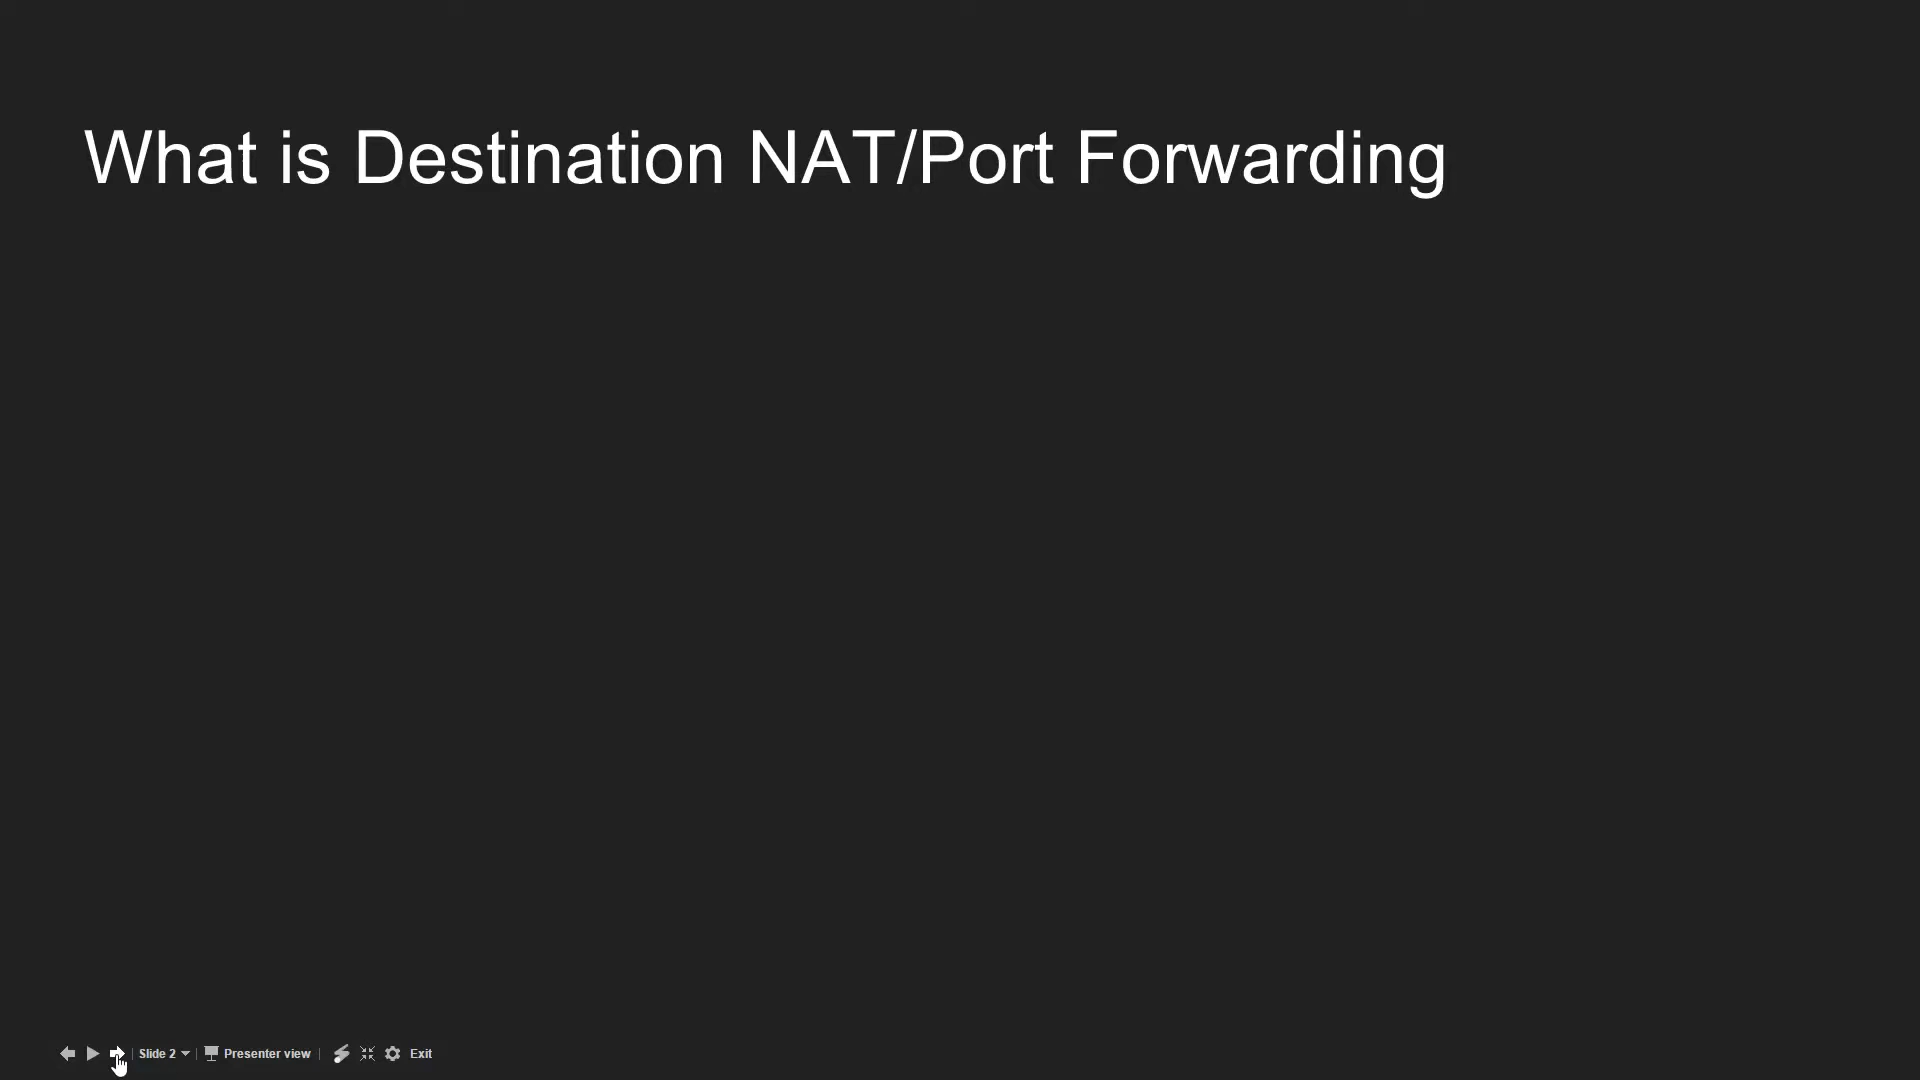 What is Destination NAT/Port Forwarding
Slide 2 Presenter view Exit